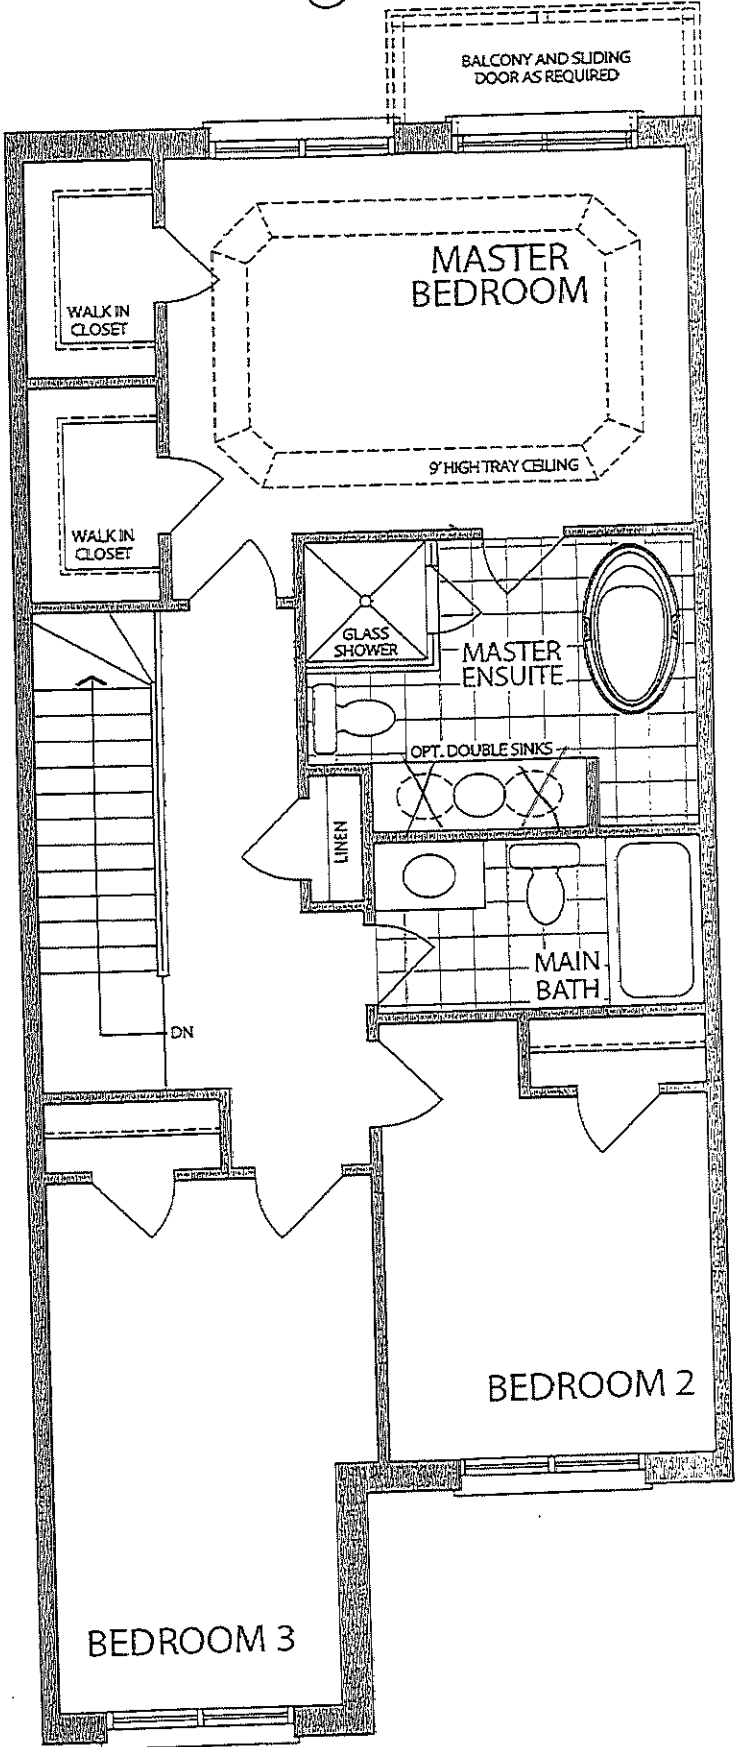 BALCONY AND SLIDING
DOOR AS REQUIRED
MASTER
BEDROOM
WALK IN
CLOSET
9' HIGH TRAY CEILING
WALK IN
CLOSET
GLASS
SHOWER
MASTER
ENSUITE
OPT. DOUBLE SINKS
LINEN
MAIN
BATH
DN
BEDROOM 2
BEDROOM 3